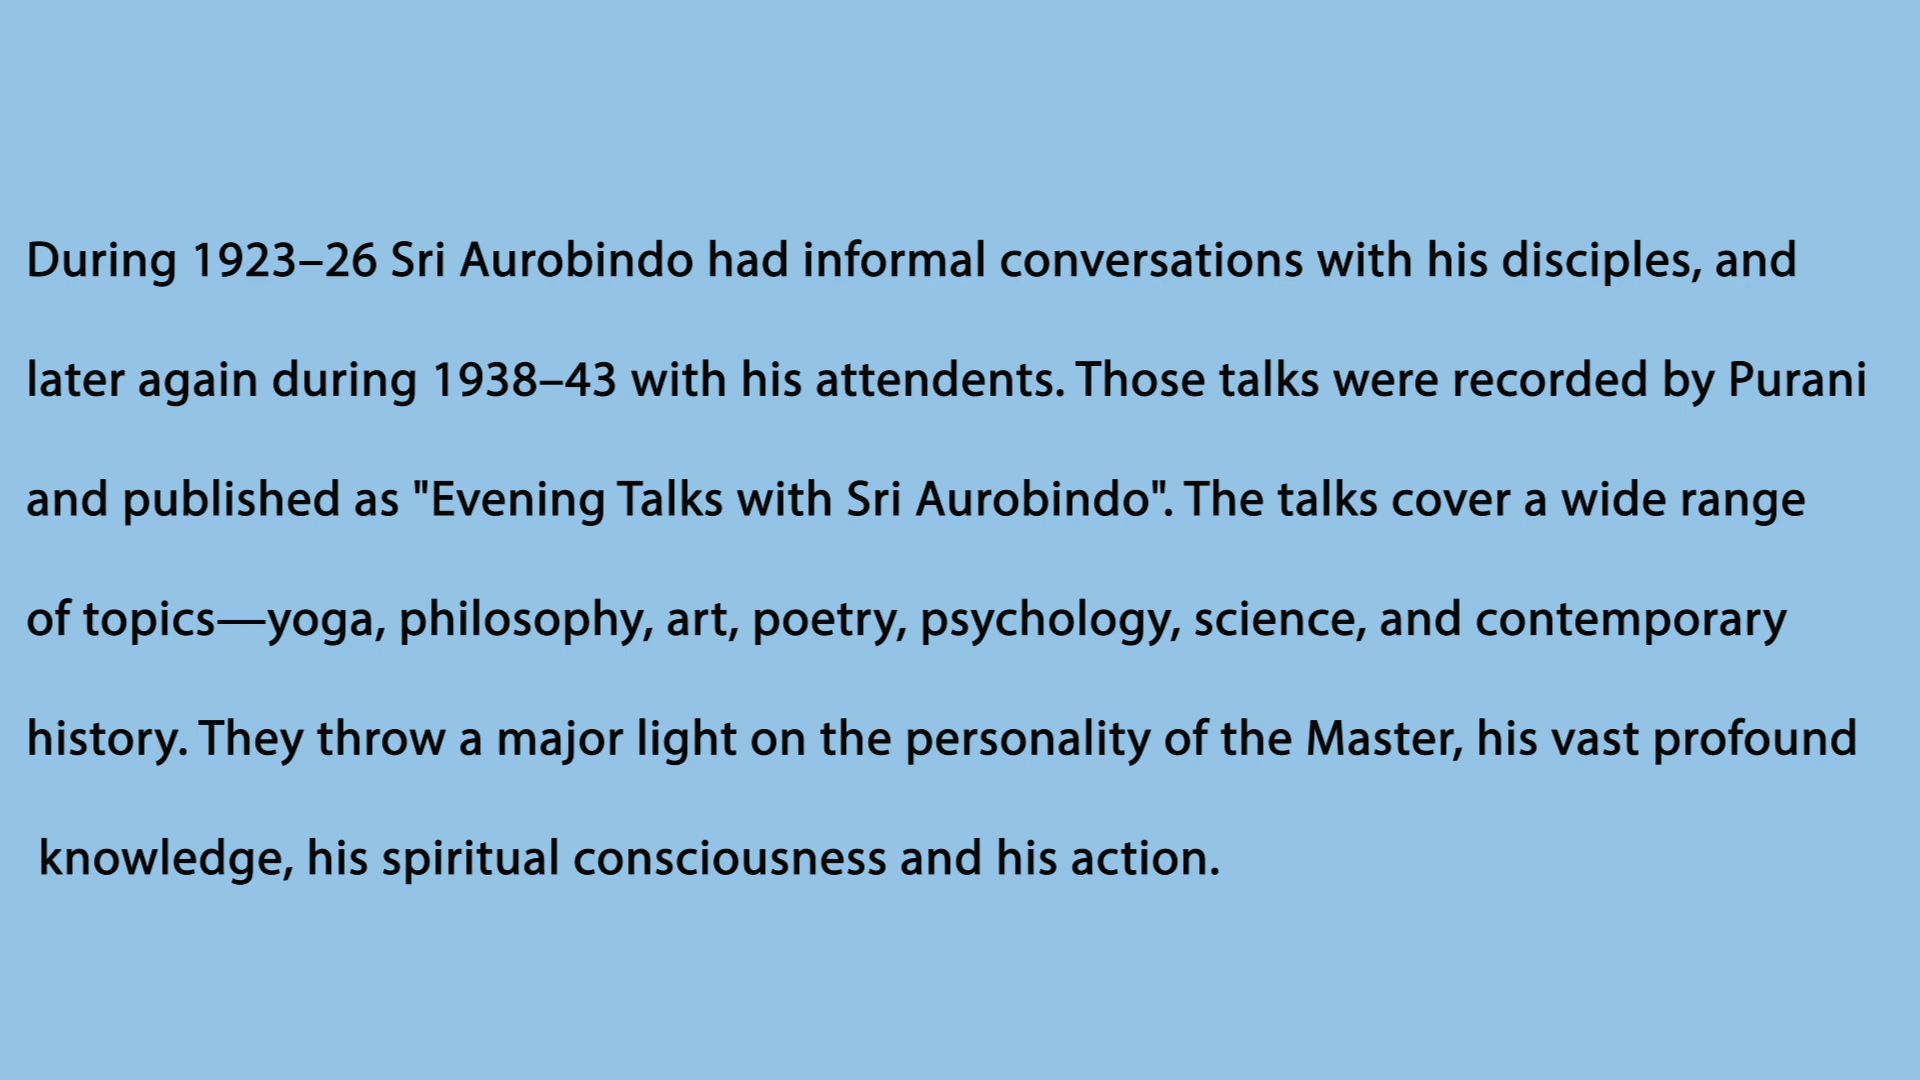 During 1923–26 Sri Aurobindo had informal conversations with his disciples, and
later again during 1938–43 with his attendents. Those talks were recorded by Purani
and published as "Evening Talks with Sri Aurobindo". The talks cover a wide range
of topics—yoga, philosophy, art, poetry, psychology, science, and contemporary
history. They throw a major light on the personality of the Master, his vast profound
knowledge, his spiritual consciousness and his action.